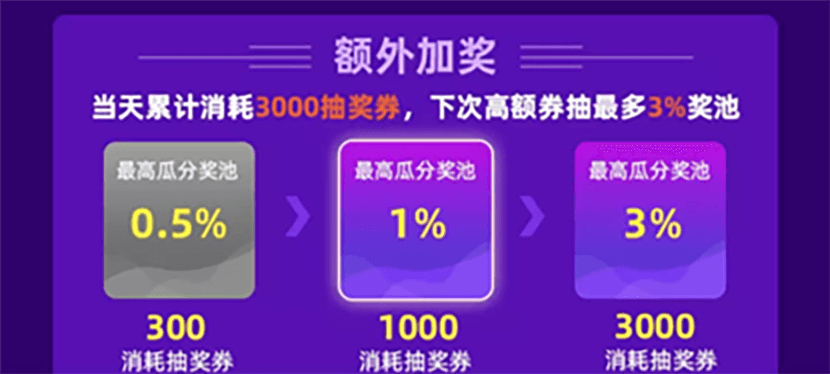 额外加奖
当天累计消耗3000抽奖券，下次高额券抽最多3%奖池
最高瓜分奖池
0.5%
最高瓜分奖池
1%
最高瓜分奖池
3%
300
消耗抽奖券
1000
消耗抽奖券
3000
消耗抽奖券